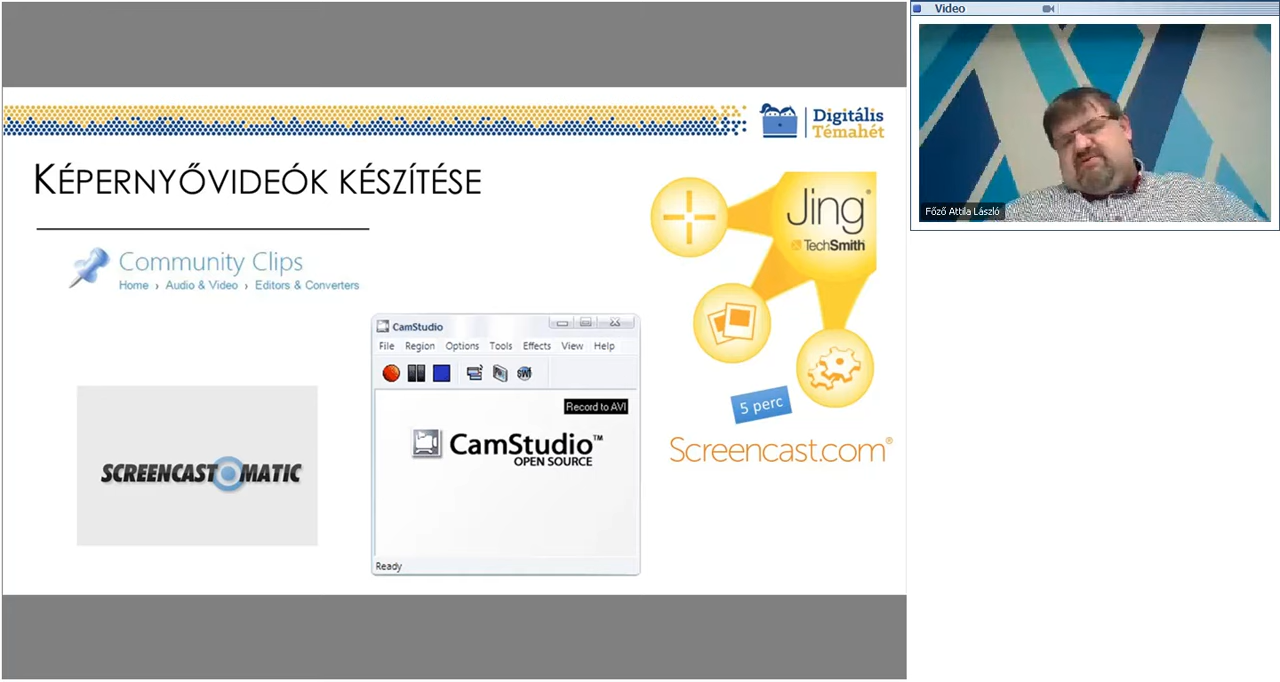 Video
Főző Attila László
Digitális
Témahét
KÉPERNYŐVIDEÓK KÉSZÍTÉSE
Community Clips
Home › Audio & Video › Editors & Converters
Jing®
TechSmith
CamStudio
File Region Options Tools Effects View Help
SWF
Record to AVI
CamStudio™
OPEN SOURCE
Ready
5 perc
Screencast.com®
SCREENCAST MATIC